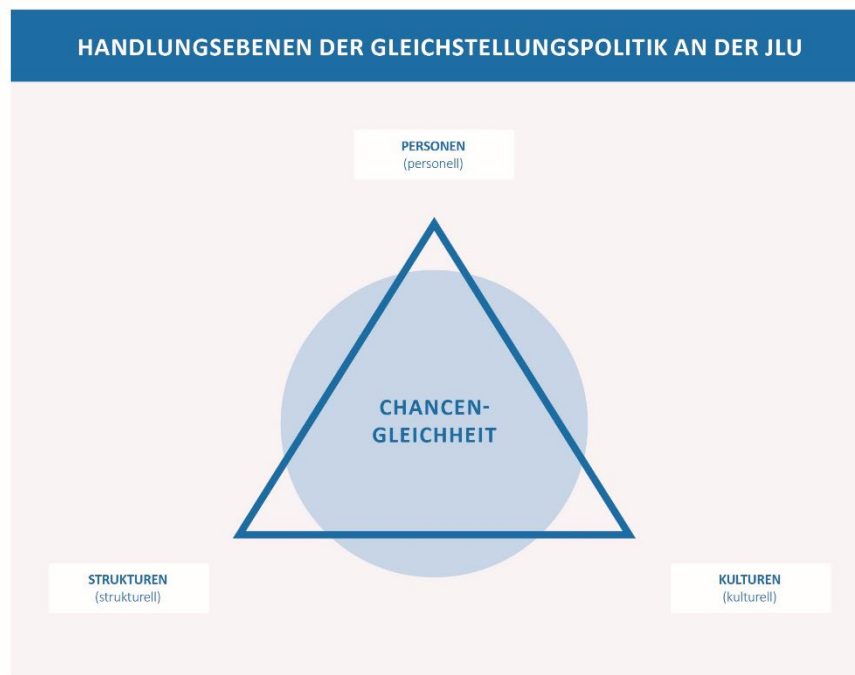 HANDLUNGSEBENEN DER GLEICHSTELLUNGSPOLITIK AN DER JLU
PERSONEN
(personell)
CHANCEN-
GLEICHHEIT
STRUKTUREN
(strukturell)
KULTUREN
(kulturell)